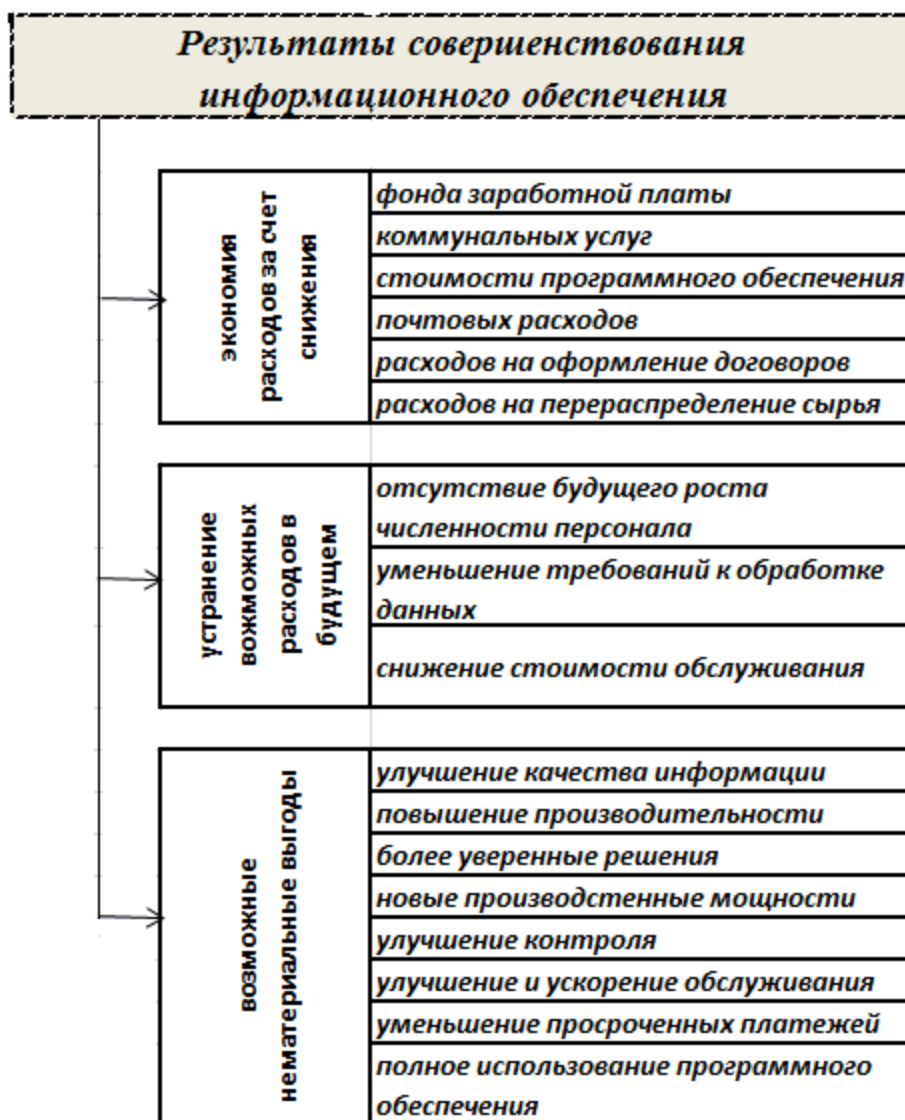 Результаты совершенствования
информационного обеспечения
экономия
расходов за счет
снижения
фонда заработной платы
коммунальных услуг
стоимости программного обеспечения
почтовых расходов
расходов на оформление договоров
расходов на перераспределение сырья
устранение
вожможных
расходов в
будущем
отсутствие будущего роста
численности персонала
уменьшение требований к обработке
данных
снижение стоимости обслуживания
возможные
нематериальные выгоды
улучшение качества информации
повышение производительности
более уверенные решения
новые производстенные мощности
улучшение контроля
улучшение и ускорение обслуживания
уменьшение просроченных платежей
полное использование программного
обеспечения